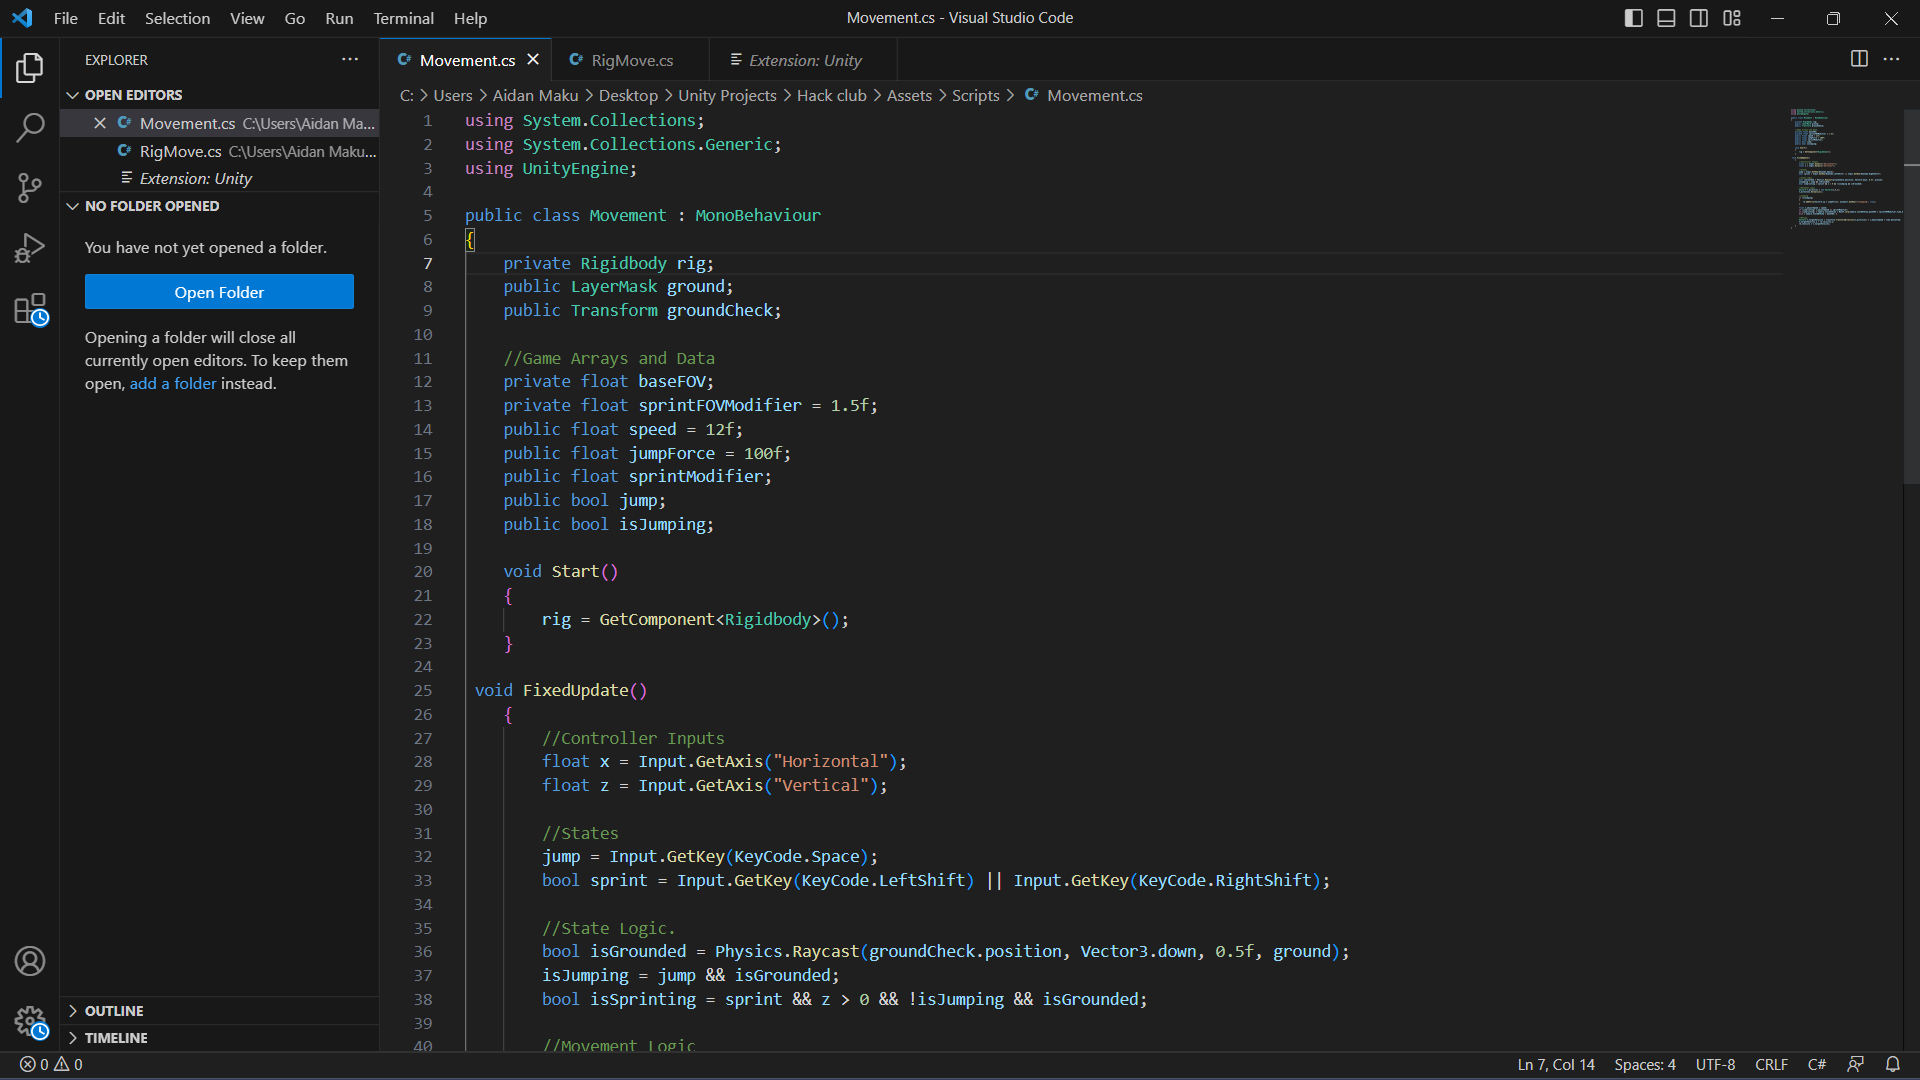 File Edit Selection View Go Run Terminal Help
Movement.cs - Visual Studio Code
EXPLORER
OPEN EDITORS
Movement.cs C:\Users\Aidan Ma...
RigMove.cs C:\Users\Aidan Maku...
Extension: Unity
NO FOLDER OPENED
You have not yet opened a folder.
Open Folder
Opening a folder will close all
currently open editors. To keep them
open, add a folder instead.
OUTLINE
TIMELINE
Movement.cs RigMove.cs Extension: Unity
C: > Users > Aidan Maku > Desktop > Unity Projects > Hack club > Assets > Scripts > Movement.cs
1 using System.Collections;
2 using System.Collections.Generic;
3 using UnityEngine;
4
5 public class Movement : MonoBehaviour
6 {
7     private Rigidbody rig;
8     public LayerMask ground;
9     public Transform groundCheck;
10
11     //Game Arrays and Data
12     private float baseFOV;
13     private float sprintFOVModifier = 1.5f;
14     public float speed = 12f;
15     public float jumpForce = 100f;
16     public float sprintModifier;
17     public bool jump;
18     public bool isJumping;
19
20     void Start()
21     {
22         rig = GetComponent<Rigidbody>();
23     }
24
25  void FixedUpdate()
26     {
27         //Controller Inputs
28         float x = Input.GetAxis("Horizontal");
29         float z = Input.GetAxis("Vertical");
30
31         //States
32         jump = Input.GetKey(KeyCode.Space);
33         bool sprint = Input.GetKey(KeyCode.LeftShift) || Input.GetKey(KeyCode.RightShift);
34
35         //State Logic.
36         bool isGrounded = Physics.Raycast(groundCheck.position, Vector3.down, 0.5f, ground);
37         isJumping = jump && isGrounded;
38         bool isSprinting = sprint && z > 0 && !isJumping && isGrounded;
39
40         //Movement Logic
0 0
Ln 7, Col 14 Spaces: 4 UTF-8 CRLF C#